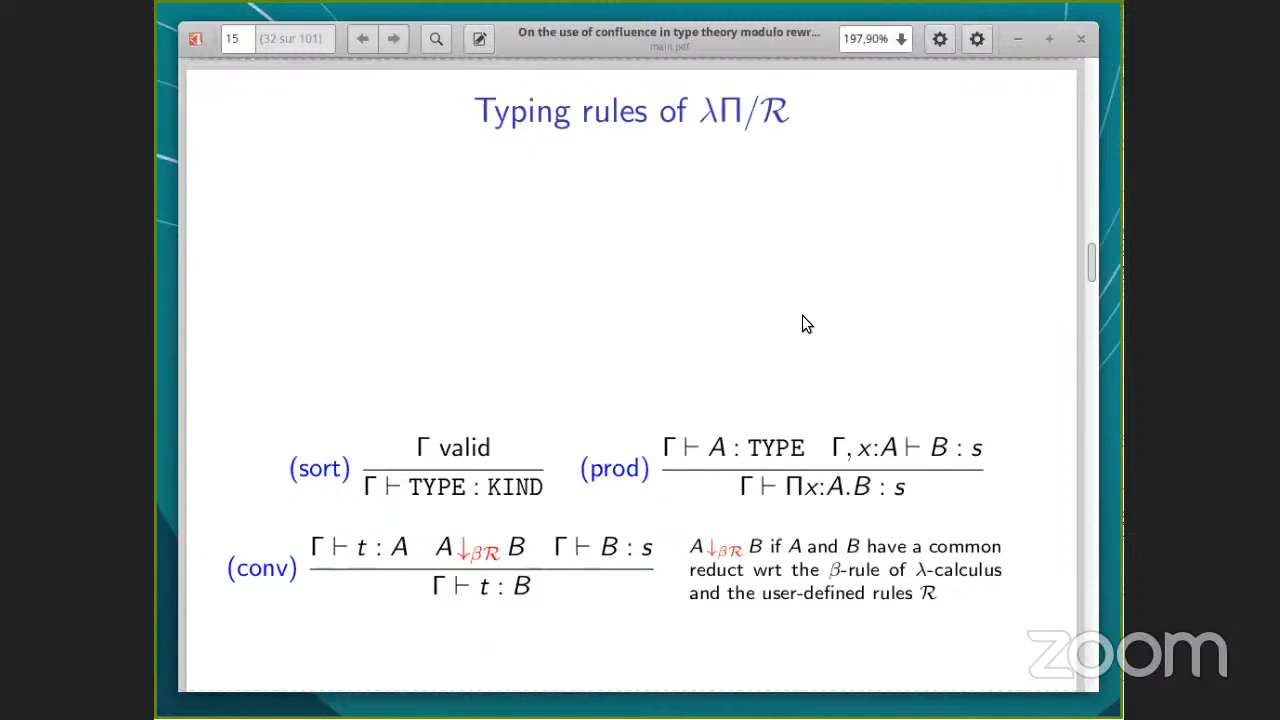 15 (32 sur 101) On the use of confluence in type theory modulo rewr... 197,90%
main.pdf
Typing rules of λΠ/ℛ
Γ valid
(sort)
Γ ⊢ TYPE : KIND
Γ ⊢ A : TYPE Γ, x:A ⊢ B : s
(prod)
Γ ⊢ Πx:A.B : s
Γ ⊢ t : A A ↓βℛ B Γ ⊢ B : s
(conv)
Γ ⊢ t : B
A ↓βℛ B if A and B have a common
reduct wrt the β-rule of λ-calculus
and the user-defined rules ℛ
zoom